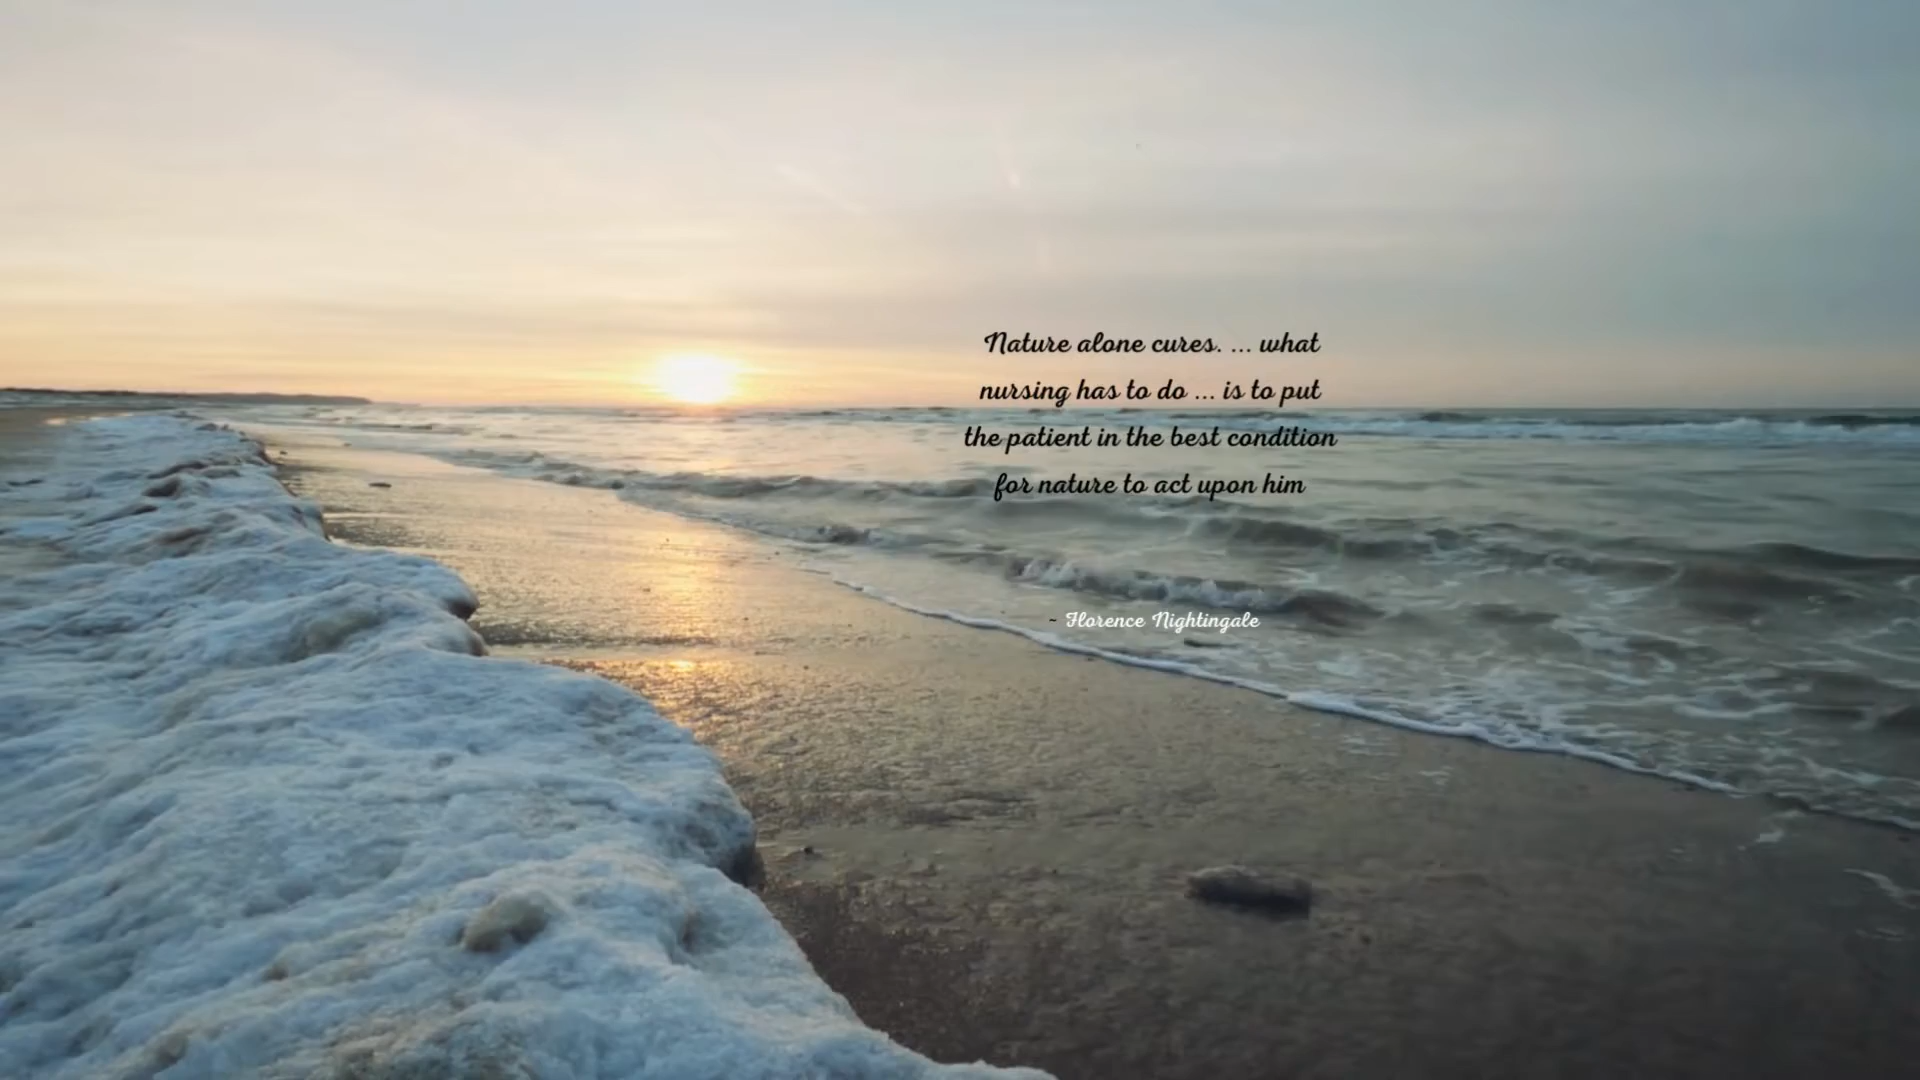 Nature alone cures. ... what
nursing has to do ... is to put
the patient in the best condition
for nature to act upon him
~ Florence Nightingale